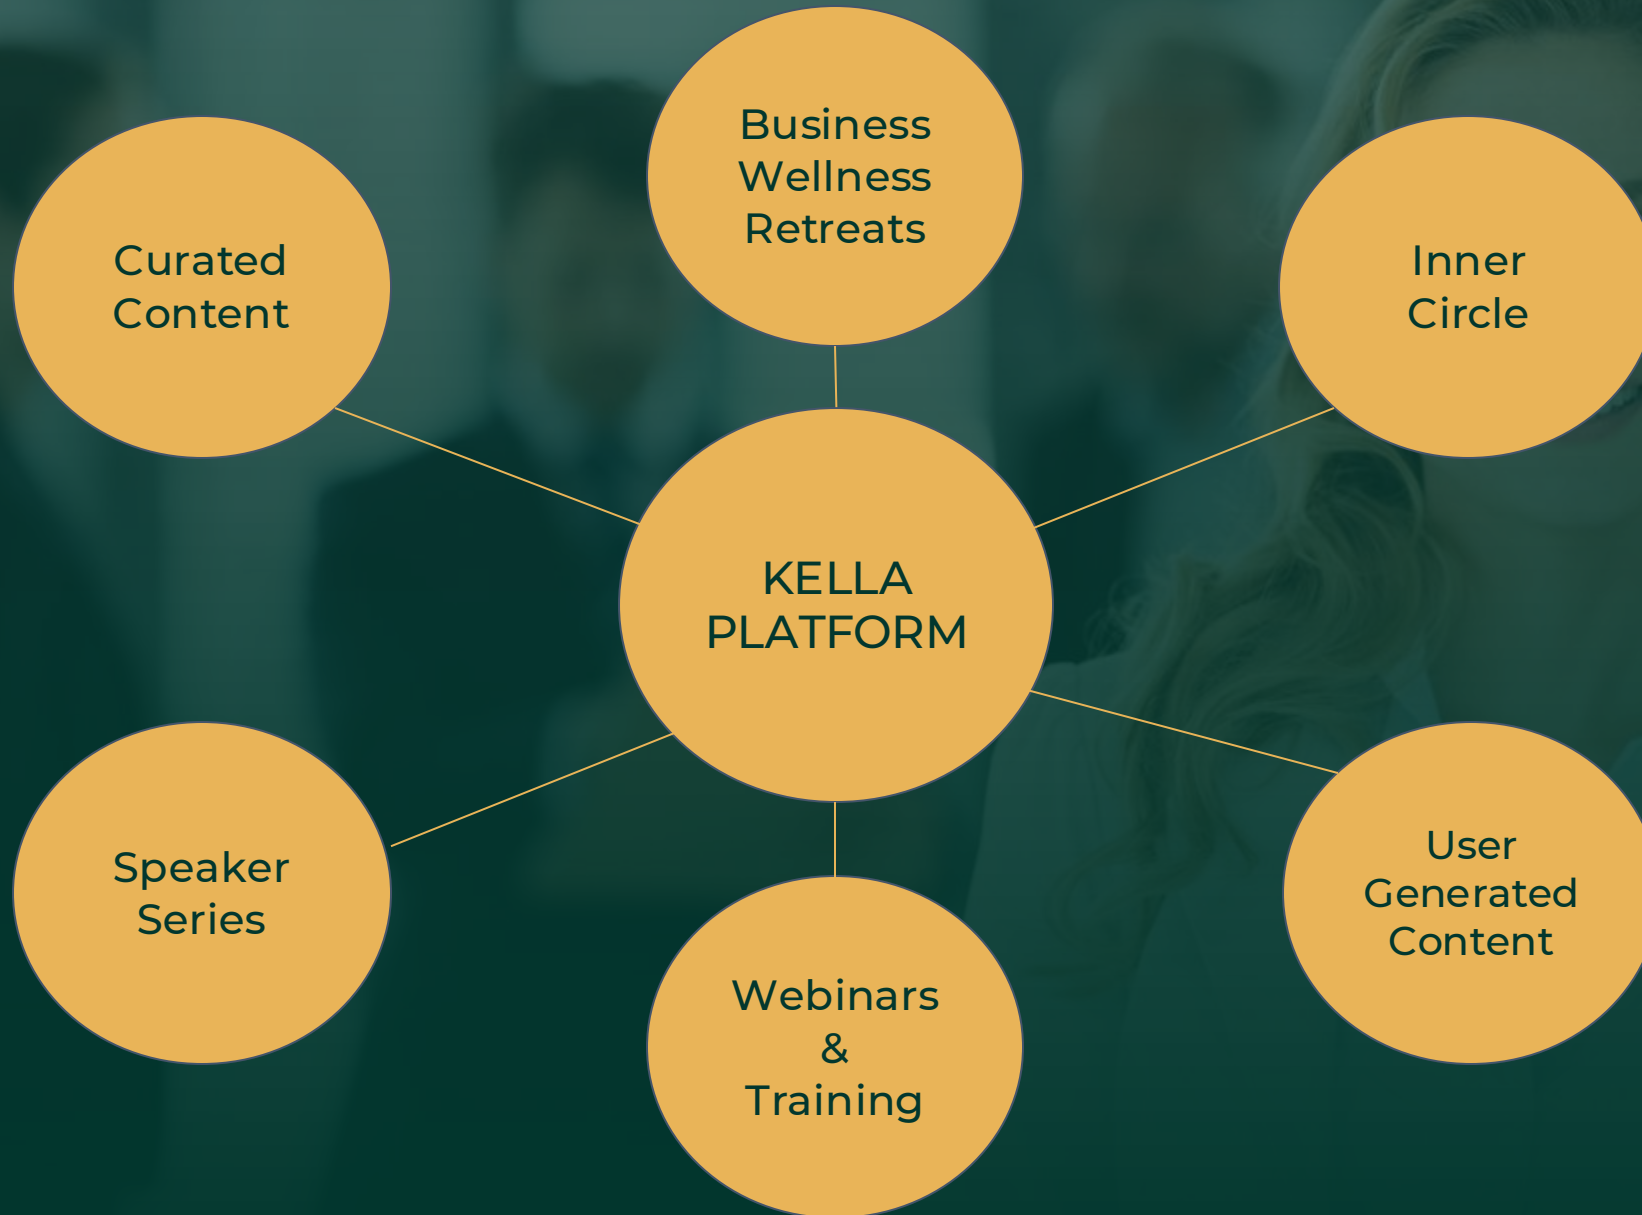 Business
Wellness
Retreats
Curated
Content
Inner
Circle
KELLA
PLATFORM
Speaker
Series
User
Generated
Content
Webinars
&
Training